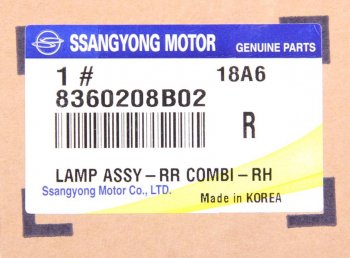 SSANGYONG MOTOR GENUINE PARTS
1 # 18A6
8360208B02
R
LAMP ASSY-RR COMBI-RH
Ssangyong Motor Co., LTD.
Made in KOREA